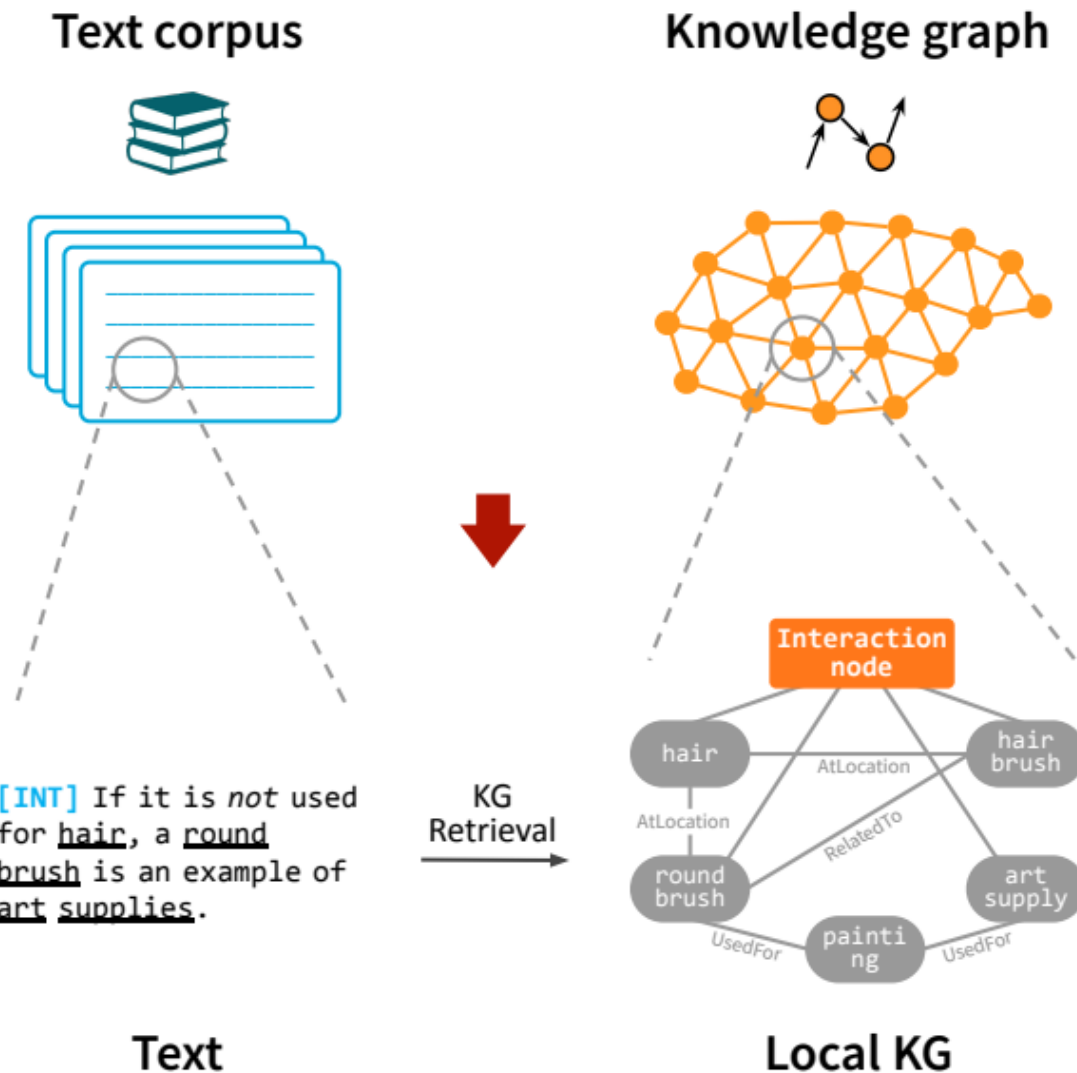 Text corpus
Knowledge graph
Interaction
node
hair
hair
brush
AtLocation
AtLocation
RelatedTo
round
brush
art
supply
painti
ng
UsedFor
UsedFor
[INT] If it is not used
for hair, a round
brush is an example of
art supplies.
KG
Retrieval
Text
Local KG